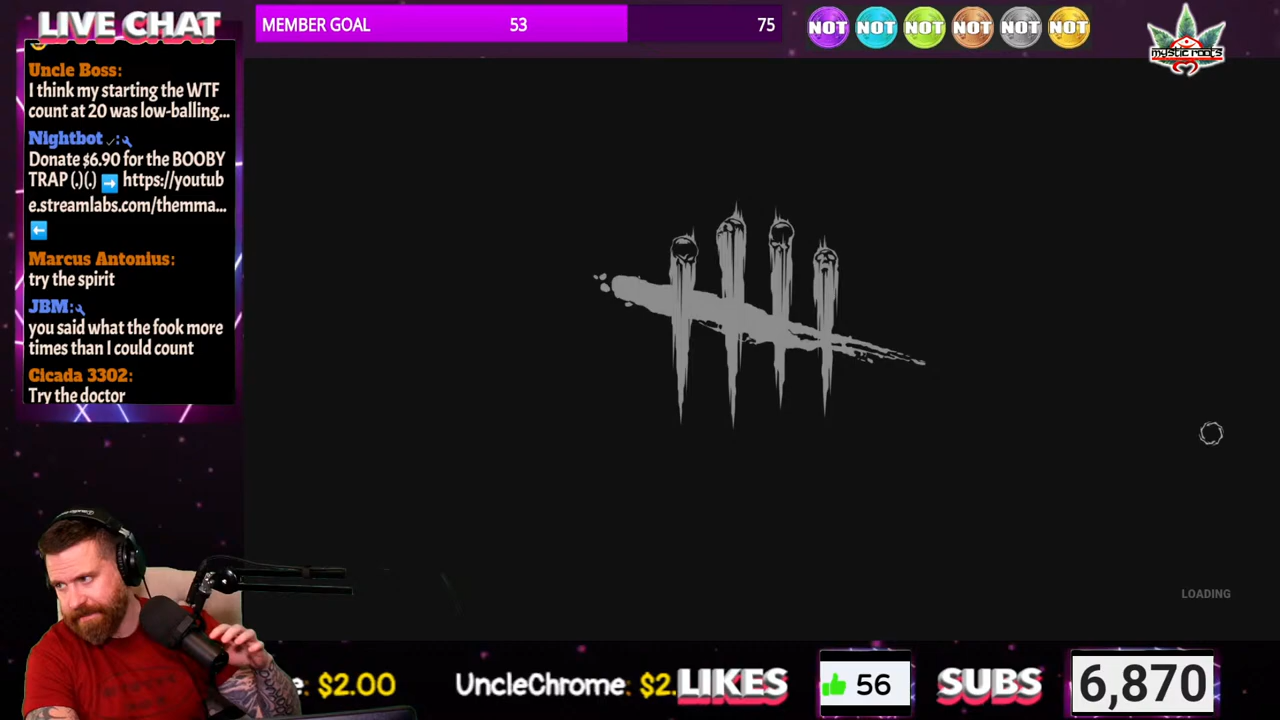 LIVE CHAT
Uncle Boss:
I think my starting the WTF
count at 20 was low-balling...
Nightbot
Donate $6.90 for the BOOBY
TRAP (.)(.) ➡️ https://youtub
e.streamlabs.com/themma...
Marcus Antonius:
try the spirit
JBM:
you said what the fook more
times than I could count
Cicada 3302:
Try the doctor
MEMBER GOAL 53 75
NOT NOT NOT NOT NOT NOT
mystic roots
LOADING
e: $2.00 UncleChrome: $2.
LIKES 56 SUBS 6,870